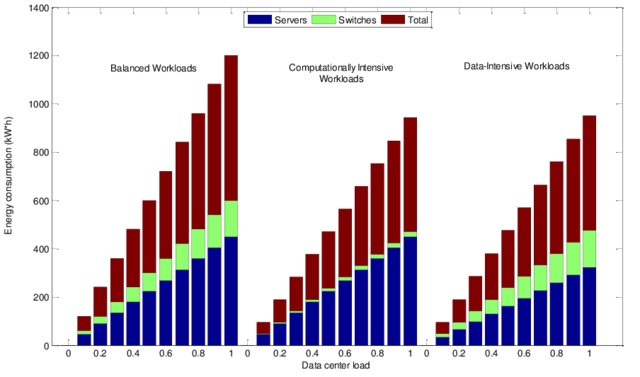 1400
Servers Switches Total
1200
Balanced Workloads
Computationally Intensive
Workloads
Data-Intensive Workloads
1000
800
600
400
200
0
Energy consumption (kW*h)
0 0.2 0.4 0.6 0.8 1 0 0.2 0.4 0.6 0.8 1 0 0.2 0.4 0.6 0.8 1
Data center load